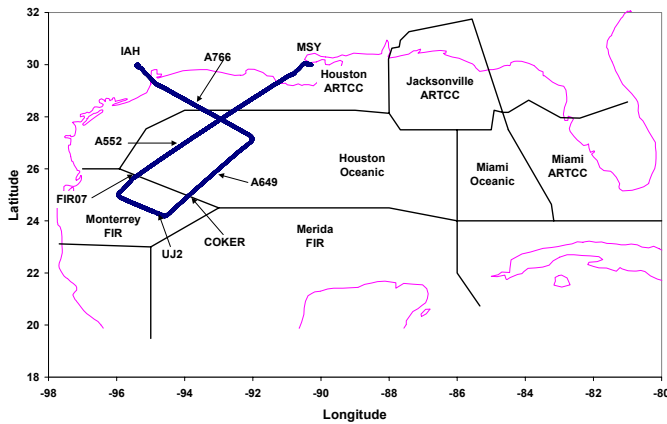 32
30
28
26
24
22
20
18
Latitude
IAH
A766
MSY
Houston
ARTCC
Jacksonville
ARTCC
A552
Houston
Oceanic
Miami
Oceanic
Miami
ARTCC
FIR07
A649
Monterrey
FIR
UJ2
COKER
Merida
FIR
-98
-96
-94
-92
-90
-88
-86
-84
-82
-80
Longitude